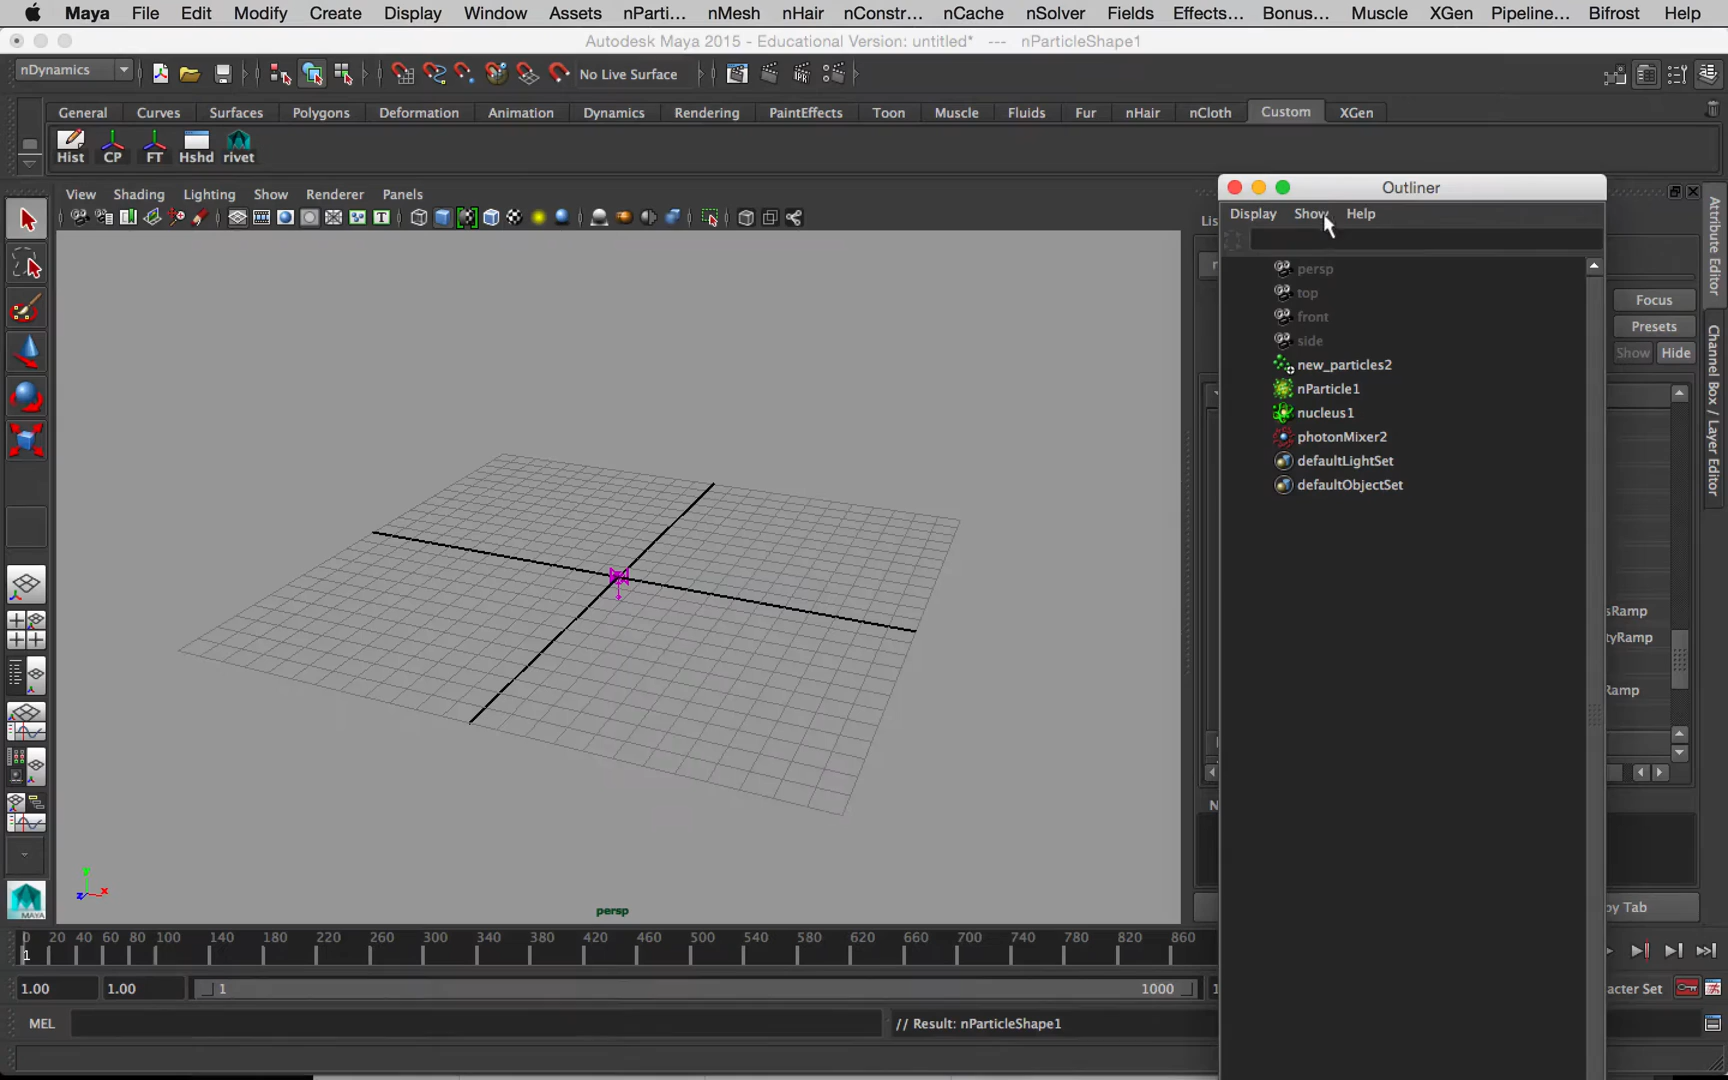 Maya File Edit Modify Create Display Window Assets nParti... nMesh nHair nConstr... nCache nSolver Fields Effects... Bonus... Muscle XGen Pipeline... Bifrost Help
Autodesk Maya 2015 - Educational Version: untitled* --- nParticleShape1
nDynamics
No Live Surface
General Curves Surfaces Polygons Deformation Animation Dynamics Rendering PaintEffects Toon Muscle Fluids Fur nHair nCloth Custom XGen
Hist CP FT Hshd rivet
View Shading Lighting Show Renderer Panels
Outliner
Display Show Help
Lis
persp
top
front
side
new_particles2
nParticle1
nucleus1
photonMixer2
defaultLightSet
defaultObjectSet
Focus
Presets
Show Hide
sRamp
tyRamp
Ramp
N
by Tab
Attribute Editor
Channel Box / Layer Editor
y
z x
MAYA
persp
0 20 40 60 80 100 140 180 220 260 300 340 380 420 460 500 540 580 620 660 700 740 780 820 860
1
1.00 1.00 1 1000 1
acter Set
MEL
// Result: nParticleShape1